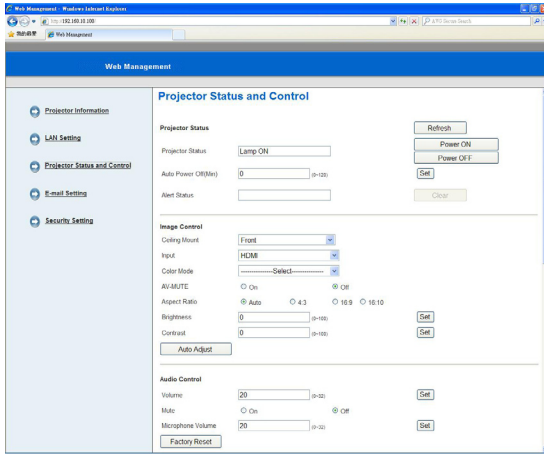 Web Management - Windows Internet Explorer
http://192.168.10.100/
Web Management
Web Management
Projector Information
LAN Setting
Projector Status and Control
E-mail Setting
Security Setting
Projector Status and Control
Projector Status
Refresh
Power ON
Projector Status Lamp ON
Power OFF
Auto Power Off(Min) 0 (0~120) Set
Alert Status Clear
Image Control
Ceiling Mount Front
Input HDMI
Color Mode ---------------Select---------------
AV-MUTE On Off
Aspect Ratio Auto 4:3 16:9 16:10
Brightness 0 (0~100) Set
Contrast 0 (0~100) Set
Auto Adjust
Audio Control
Volume 20 (0~32) Set
Mute On Off
Microphone Volume 20 (0~32) Set
Factory Reset